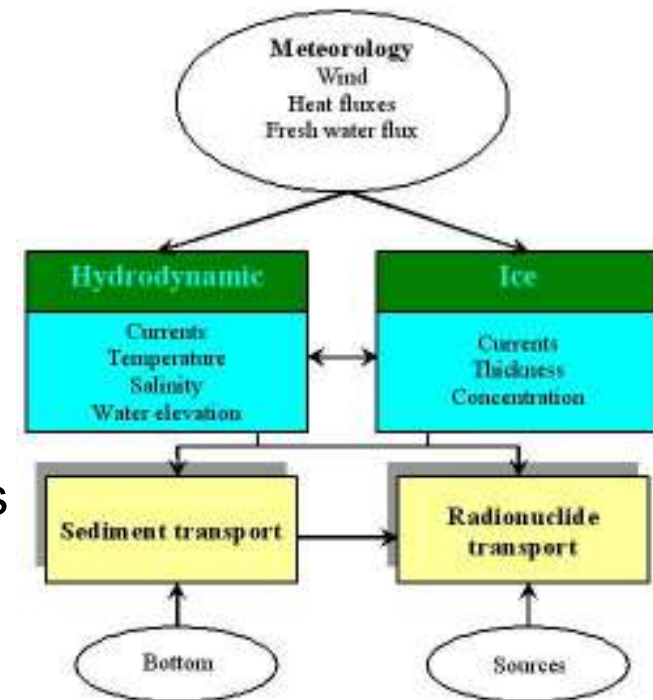 Meteorology
Wind
Heat fluxes
Fresh water flux
Hydrodynamic
Currents
Temperature
Salinity
Water elevation
Ice
Currents
Thickness
Concentration
s
Sediment transport
Radionuclide
transport
Bottom
Sources